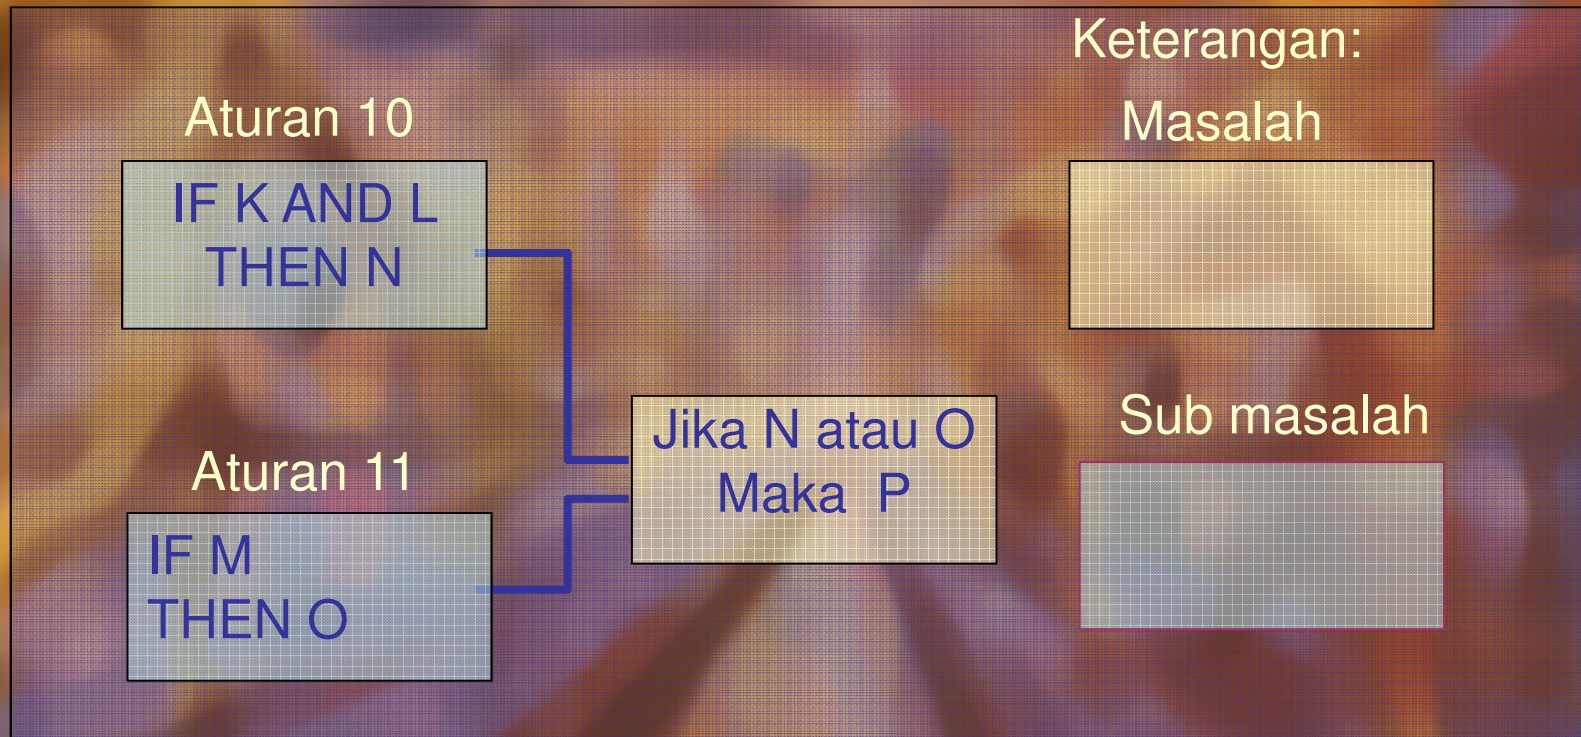 Aturan 10
IF K AND L
THEN N
Aturan 11
IF M
THEN O
Jika N atau O
Maka P
Keterangan:
Masalah
Sub masalah